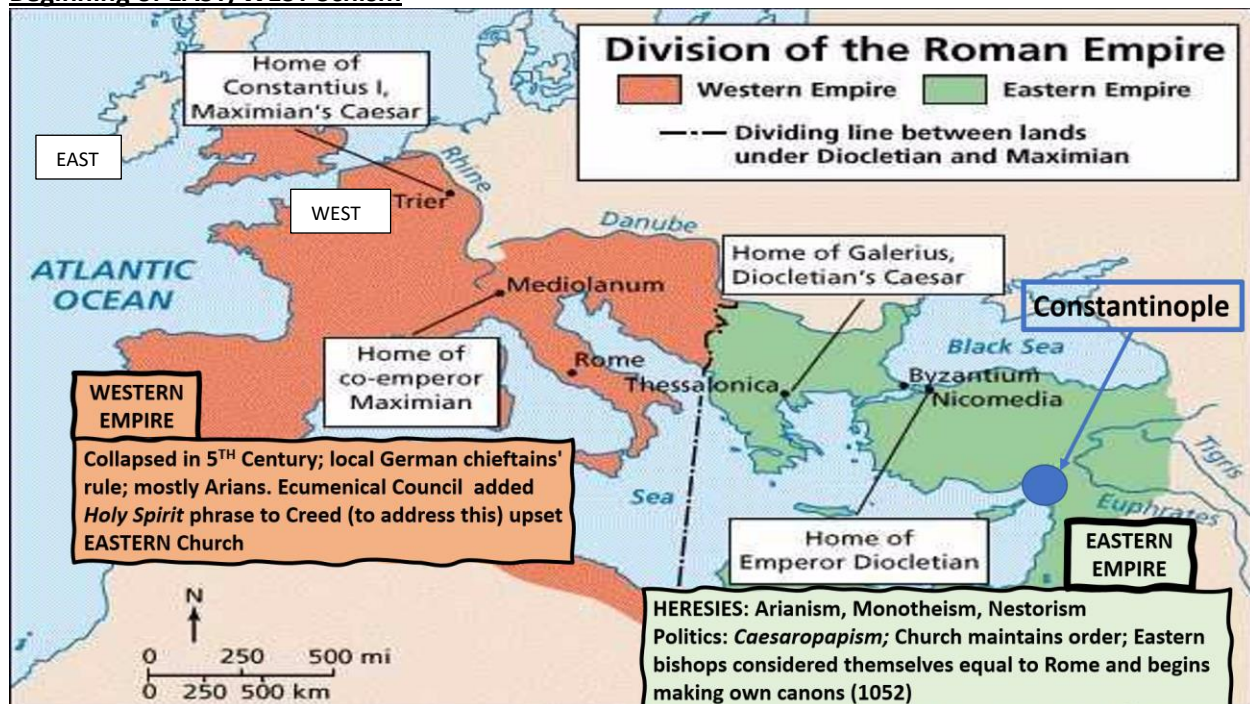 Beginning of EAST/WEST Schism
Division of the Roman Empire
Western Empire
Eastern Empire
Dividing line between lands
under Diocletian and Maximian
Home of
Constantius I,
Maximian's Caesar
EAST
WEST
Trier
Rhine
Danube
ATLANTIC
OCEAN
Mediolanum
Home of Galerius,
Diocletian's Caesar
Constantinople
Black Sea
Home of
co-emperor
Maximian
Rome
Thessalonica
Byzantium
Nicomedia
Tigris
Euphrates
Sea
WESTERN
EMPIRE
Collapsed in 5TH Century; local German chieftains'
rule; mostly Arians. Ecumenical Council added
Holy Spirit phrase to Creed (to address this) upset
EASTERN Church
Home of
Emperor Diocletian
EASTERN
EMPIRE
HERESIES: Arianism, Monotheism, Nestorism
Politics: Caesaropapism; Church maintains order; Eastern
bishops considered themselves equal to Rome and begins
making own canons (1052)
N
0 250 500 mi
0 250 500 km